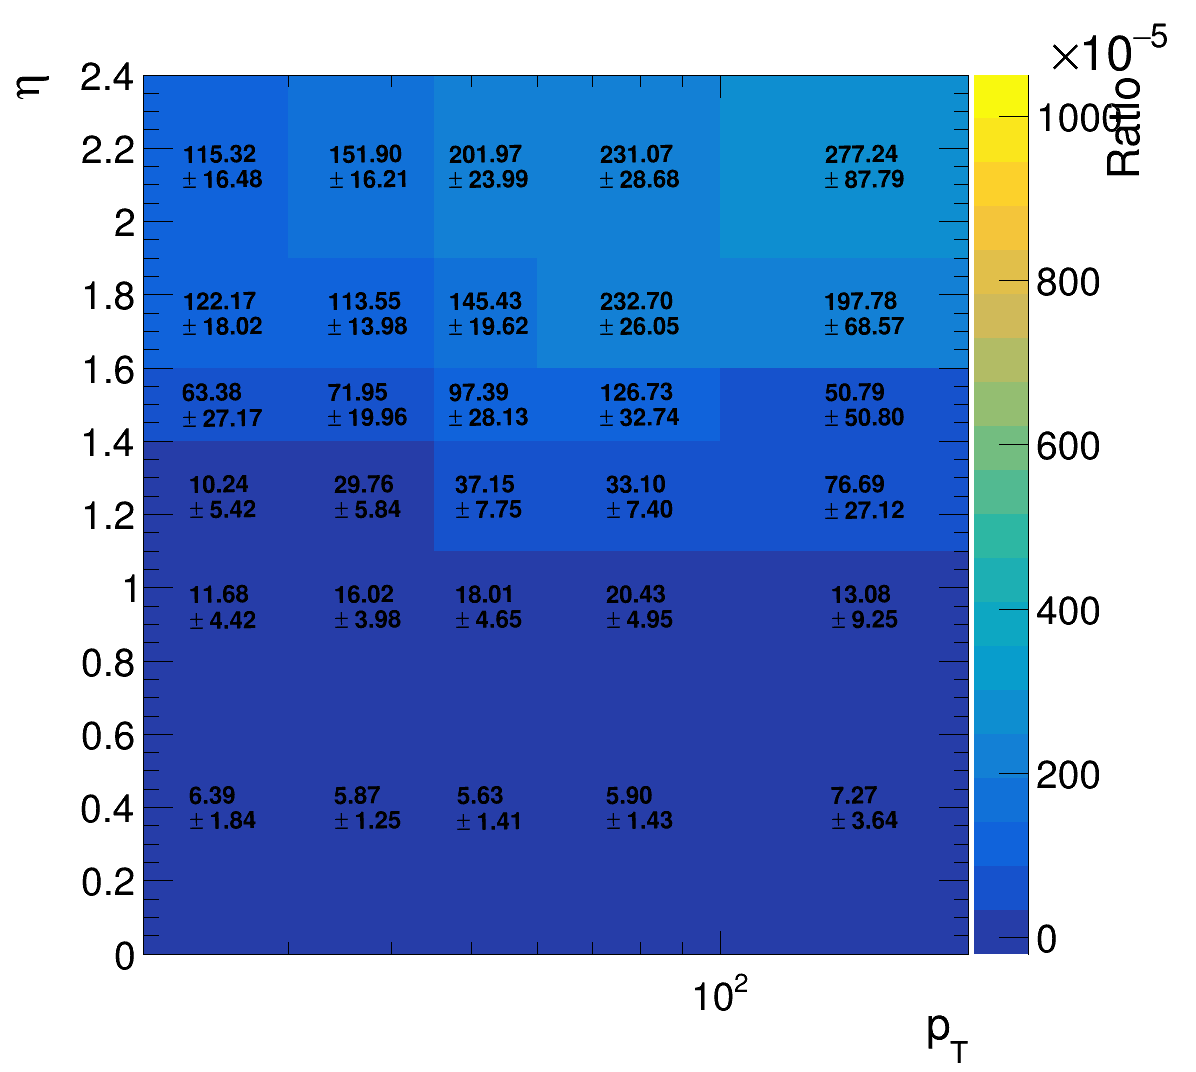 ×10−5
η
Ratio
2.4
2.2
2
1.8
1.6
1.4
1.2
1
0.8
0.6
0.4
0.2
0
115.32 151.90 201.97 231.07 277.24
± 16.48 ± 16.21 ± 23.99 ± 28.68 ± 87.79
122.17 113.55 145.43 232.70 197.78
± 18.02 ± 13.98 ± 19.62 ± 26.05 ± 68.57
63.38 71.95 97.39 126.73 50.79
± 27.17 ± 19.96 ± 28.13 ± 32.74 ± 50.80
10.24 29.76 37.15 33.10 76.69
± 5.42 ± 5.84 ± 7.75 ± 7.40 ± 27.12
11.68 16.02 18.01 20.43 13.08
± 4.42 ± 3.98 ± 4.65 ± 4.95 ± 9.25
6.39 5.87 5.63 5.90 7.27
± 1.84 ± 1.25 ± 1.41 ± 1.43 ± 3.64
1000
800
600
400
200
0
10²
pT